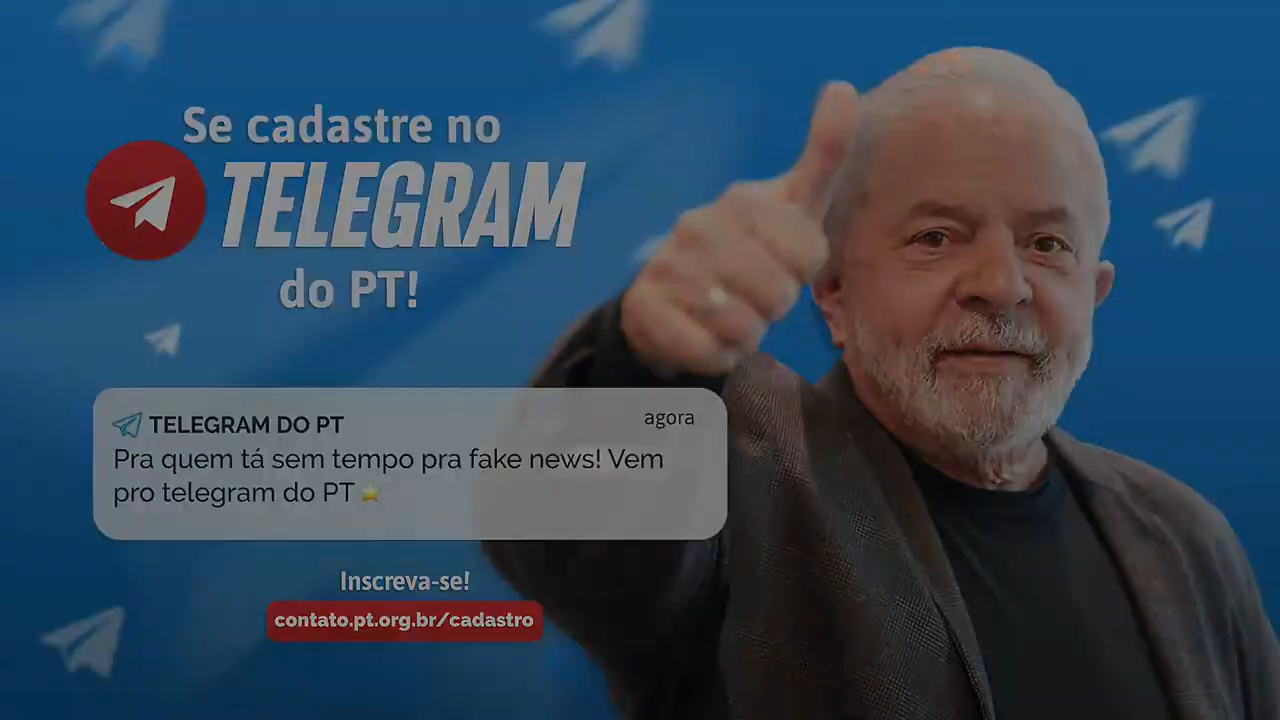 Se cadastre no
TELEGRAM
do PT!
TELEGRAM DO PT
agora
Pra quem tá sem tempo pra fake news! Vem
pro telegram do PT ⭐
Inscreva-se!
contato.pt.org.br/cadastro